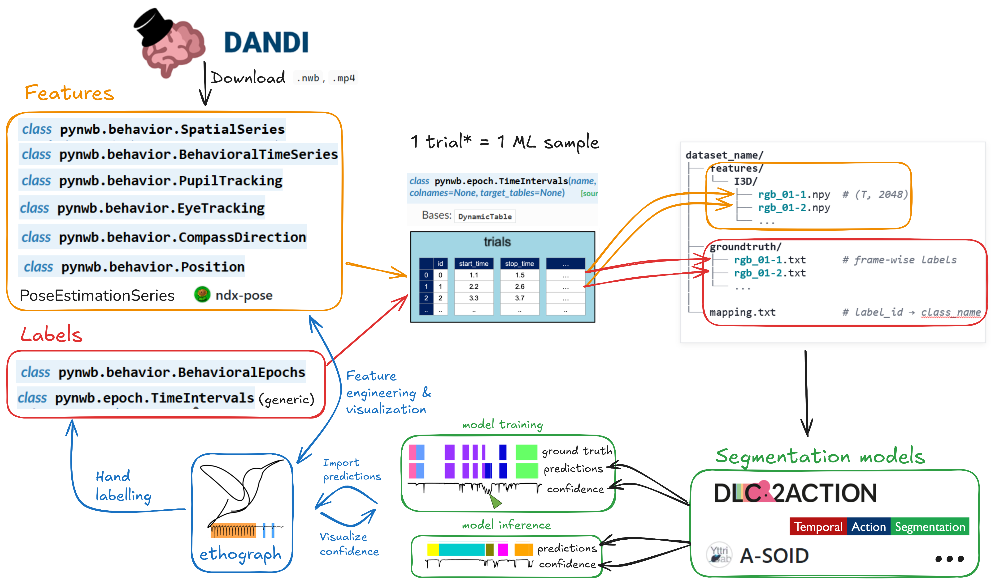 DANDI
Download .nwb, .mp4
Features
class pynwb.behavior.SpatialSeries
class pynwb.behavior.BehavioralTimeSeries
class pynwb.behavior.PupilTracking
class pynwb.behavior.EyeTracking
class pynwb.behavior.CompassDirection
class pynwb.behavior.Position
PoseEstimationSeries ndx-pose
Labels
class pynwb.behavior.BehavioralEpochs
class pynwb.epoch.TimeIntervals (generic)
Hand
labelling
ethograph
Feature
engineering &
visualization
Import
predictions
Visualize
confidence
1 trial* = 1 ML sample
class pynwb.epoch.TimeIntervals(name,
colnames=None, target_tables=None) [sour
Bases: DynamicTable
trials
id start_time stop_time ...
0 0 1.1 1.5 ...
1 1 2.2 2.6 ...
2 2 3.3 3.7 ...
.. .. .. .. ..
dataset_name/
features/
I3D/
rgb_01-1.npy # (T, 2048)
rgb_01-2.npy
...
groundtruth/
rgb_01-1.txt # frame-wise labels
rgb_01-2.txt
...
mapping.txt # label_id → class_name
model training
ground truth
predictions
confidence
model inference
predictions
confidence
Segmentation models
DLC·2ACTION
Temporal Action Segmentation
Yttri Lab A-SOID
...